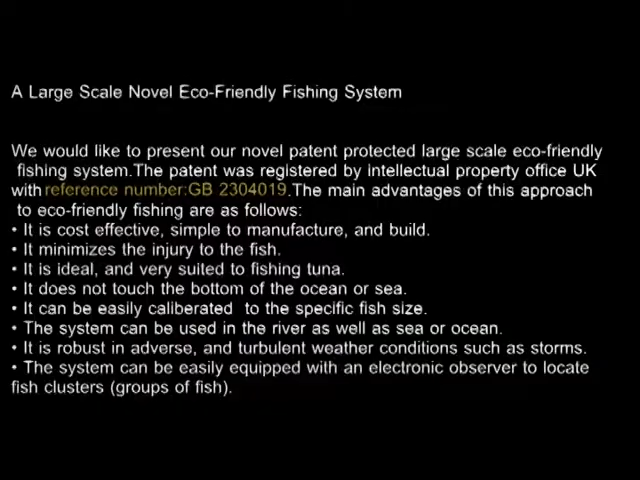 A Large Scale Novel Eco-Friendly Fishing System
We would like to present our novel patent protected large scale eco-friendly
fishing system.The patent was registered by intellectual property office UK
with reference number:GB 2304019.The main advantages of this approach
to eco-friendly fishing are as follows:
• It is cost effective, simple to manufacture, and build.
• It minimizes the injury to the fish.
• It is ideal, and very suited to fishing tuna.
• It does not touch the bottom of the ocean or sea.
• It can be easily caliberated to the specific fish size.
• The system can be used in the river as well as sea or ocean.
• It is robust in adverse, and turbulent weather conditions such as storms.
• The system can be easily equipped with an electronic observer to locate
fish clusters (groups of fish).